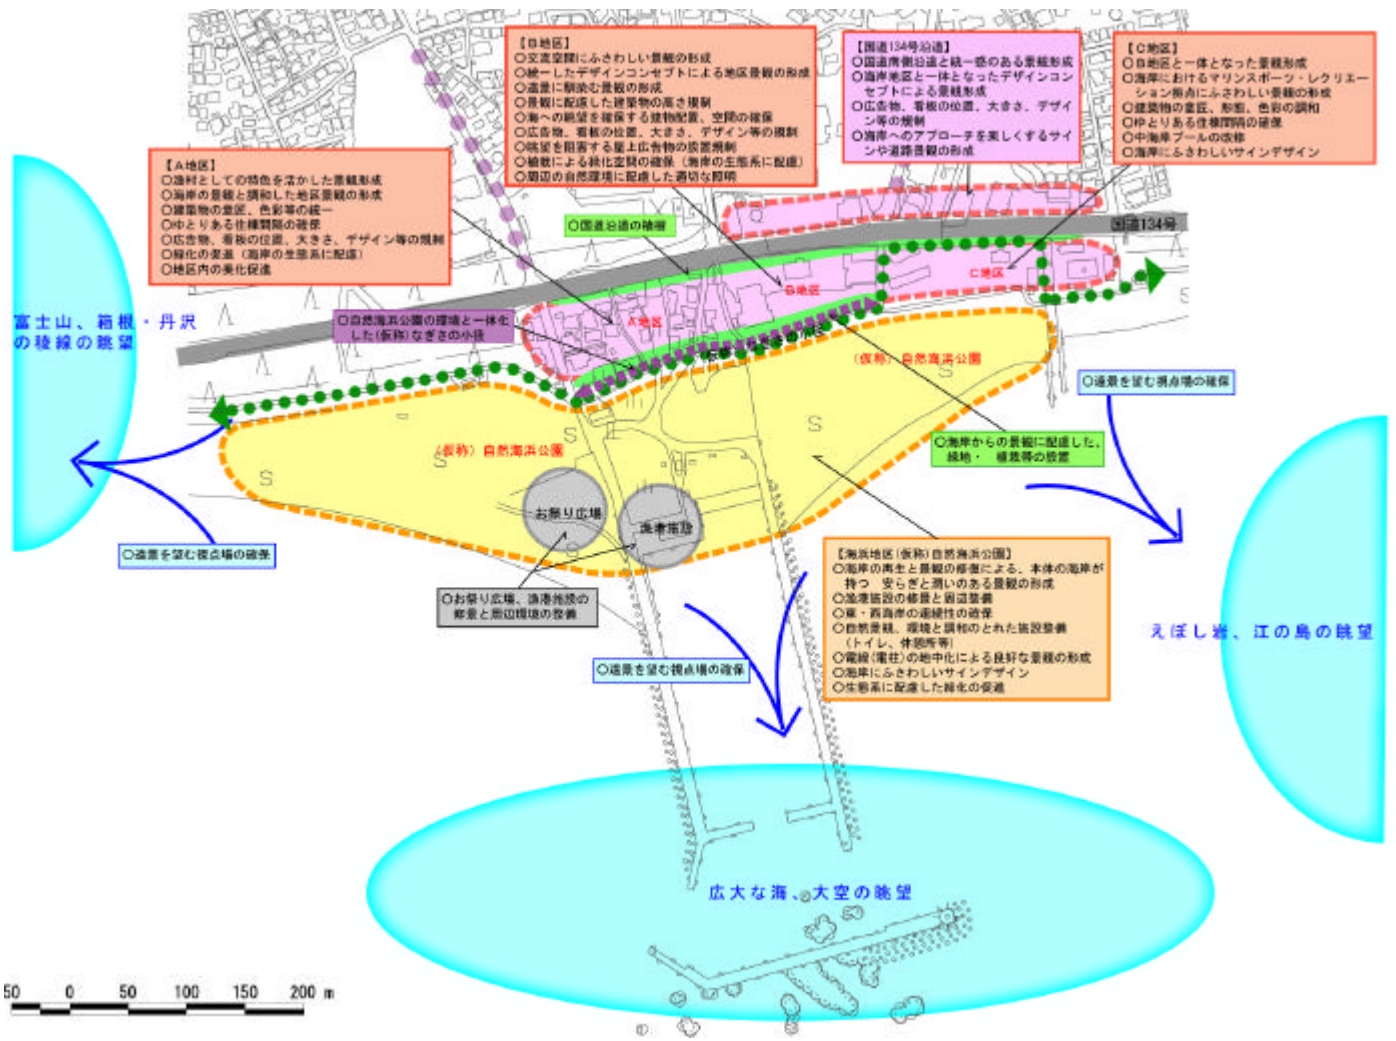 【B地区】
○交流空間にふさわしい景観の形成
○統一したデザインコンセプトによる地区景観の形成
○遠景に馴染む景観の形成
○景観に配慮した建築物の高さ規制
○海への眺望を確保する建物配置、空間の確保
○広告物、看板の位置、大きさ、デザイン等の規制
○眺望を阻害する屋上広告物の設置規制
○植栽による緑化空間の確保（海岸の生態系に配慮）
○周辺の自然環境に配慮した適切な照明
【国道134号沿道】
○国道南側沿道と統一感のある景観形成
○海岸地区と一体となったデザインコン
セプトによる景観形成
○広告物、看板の位置、大きさ、デザイ
ン等の規制
○海岸へのアプローチを楽しくするサイ
ンや道路景観の形成
【C地区】
○B地区と一体となった景観形成
○海岸におけるマリンスポーツ・レクリエー
ション拠点にふさわしい景観の形成
○建築物の意匠、形態、色彩の調和
○ゆとりある住棟間隔の確保
○中海岸プールの改修
○海岸にふさわしいサインデザイン
【A地区】
○漁村としての特色を活かした景観形成
○海岸の景観と調和した地区景観の形成
○建築物の意匠、色彩等の統一
○ゆとりある住棟間隔の確保
○広告物、看板の位置、大きさ、デザイン等の規制
○緑化の促進（海岸の生態系に配慮）
○地区内の美化促進
○国道沿道の植樹
国道134号
C地区
B地区
A地区
○自然海浜公園の環境と一体化
した(仮称)なぎさの小径
富士山、箱根・丹沢
の稜線の眺望
（仮称）自然海浜公園
○遠景を望む視点場の確保
○海岸からの景観に配慮した、
緑地・ 植栽帯の設置
（仮称）自然海浜公園
お祭り広場
漁港施設
○遠景を望む視点場の確保
○お祭り広場、漁港施設の
修景と周辺環境の整備
【海浜地区(仮称)自然海浜公園】
○海岸の再生と景観の修復による、本体の海岸が
持つ 安らぎと潤いのある景観の形成
○漁港施設の修景と周辺整備
○東・西海岸の連続性の確保
○自然景観、環境と調和のとれた施設整備
（トイレ、休憩所等）
○電線(電柱)の地中化による良好な景観の形成
○海岸にふさわしいサインデザイン
○生態系に配慮した緑化の促進
えぼし岩、江の島の眺望
○遠景を望む視点場の確保
広大な海、大空の眺望
50 0 50 100 150 200 m